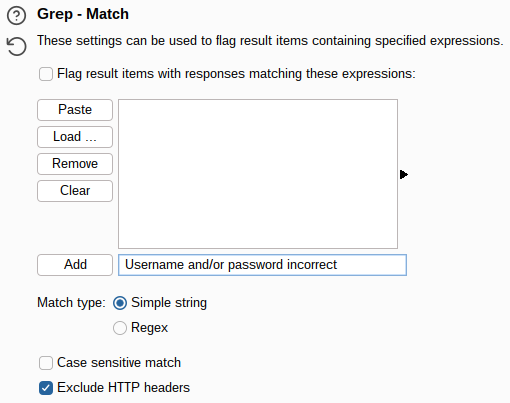 Grep - Match
These settings can be used to flag result items containing specified expressions.
Flag result items with responses matching these expressions:
Paste
Load ...
Remove
Clear
Add
Username and/or password incorrect
Match type:
Simple string
Regex
Case sensitive match
Exclude HTTP headers